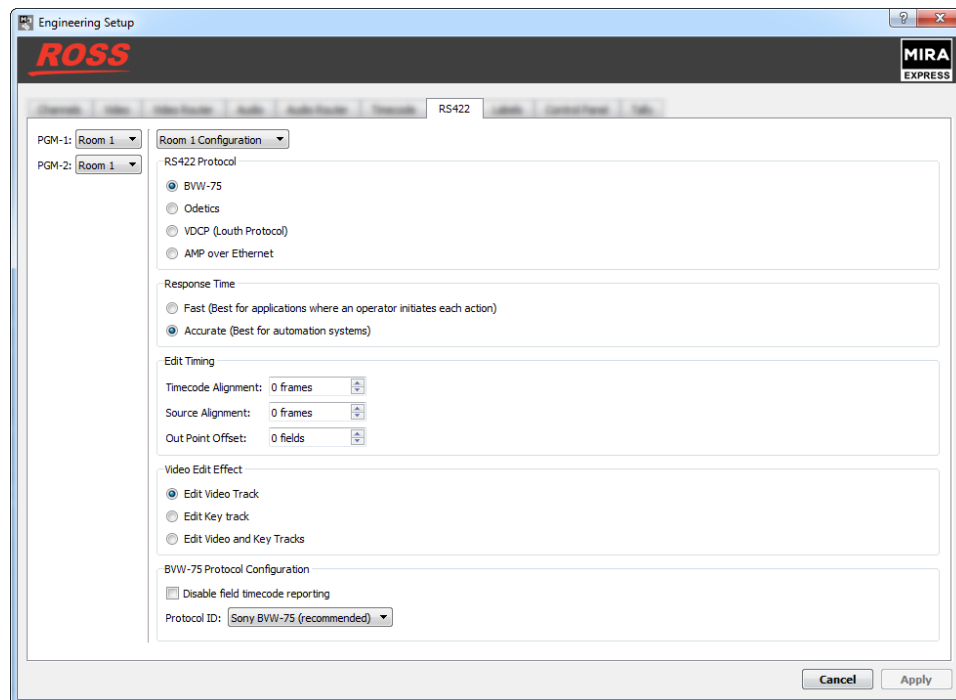 Engineering Setup
ROSS
MIRA
EXPRESS
RS422
PGM-1: Room 1
Room 1 Configuration
PGM-2: Room 1
RS422 Protocol
BVW-75
Odetics
VDCP (Louth Protocol)
AMP over Ethernet
Response Time
Fast (Best for applications where an operator initiates each action)
Accurate (Best for automation systems)
Edit Timing
Timecode Alignment: 0 frames
Source Alignment: 0 frames
Out Point Offset: 0 fields
Video Edit Effect
Edit Video Track
Edit Key track
Edit Video and Key Tracks
BVW-75 Protocol Configuration
Disable field timecode reporting
Protocol ID: Sony BVW-75 (recommended)
Cancel Apply